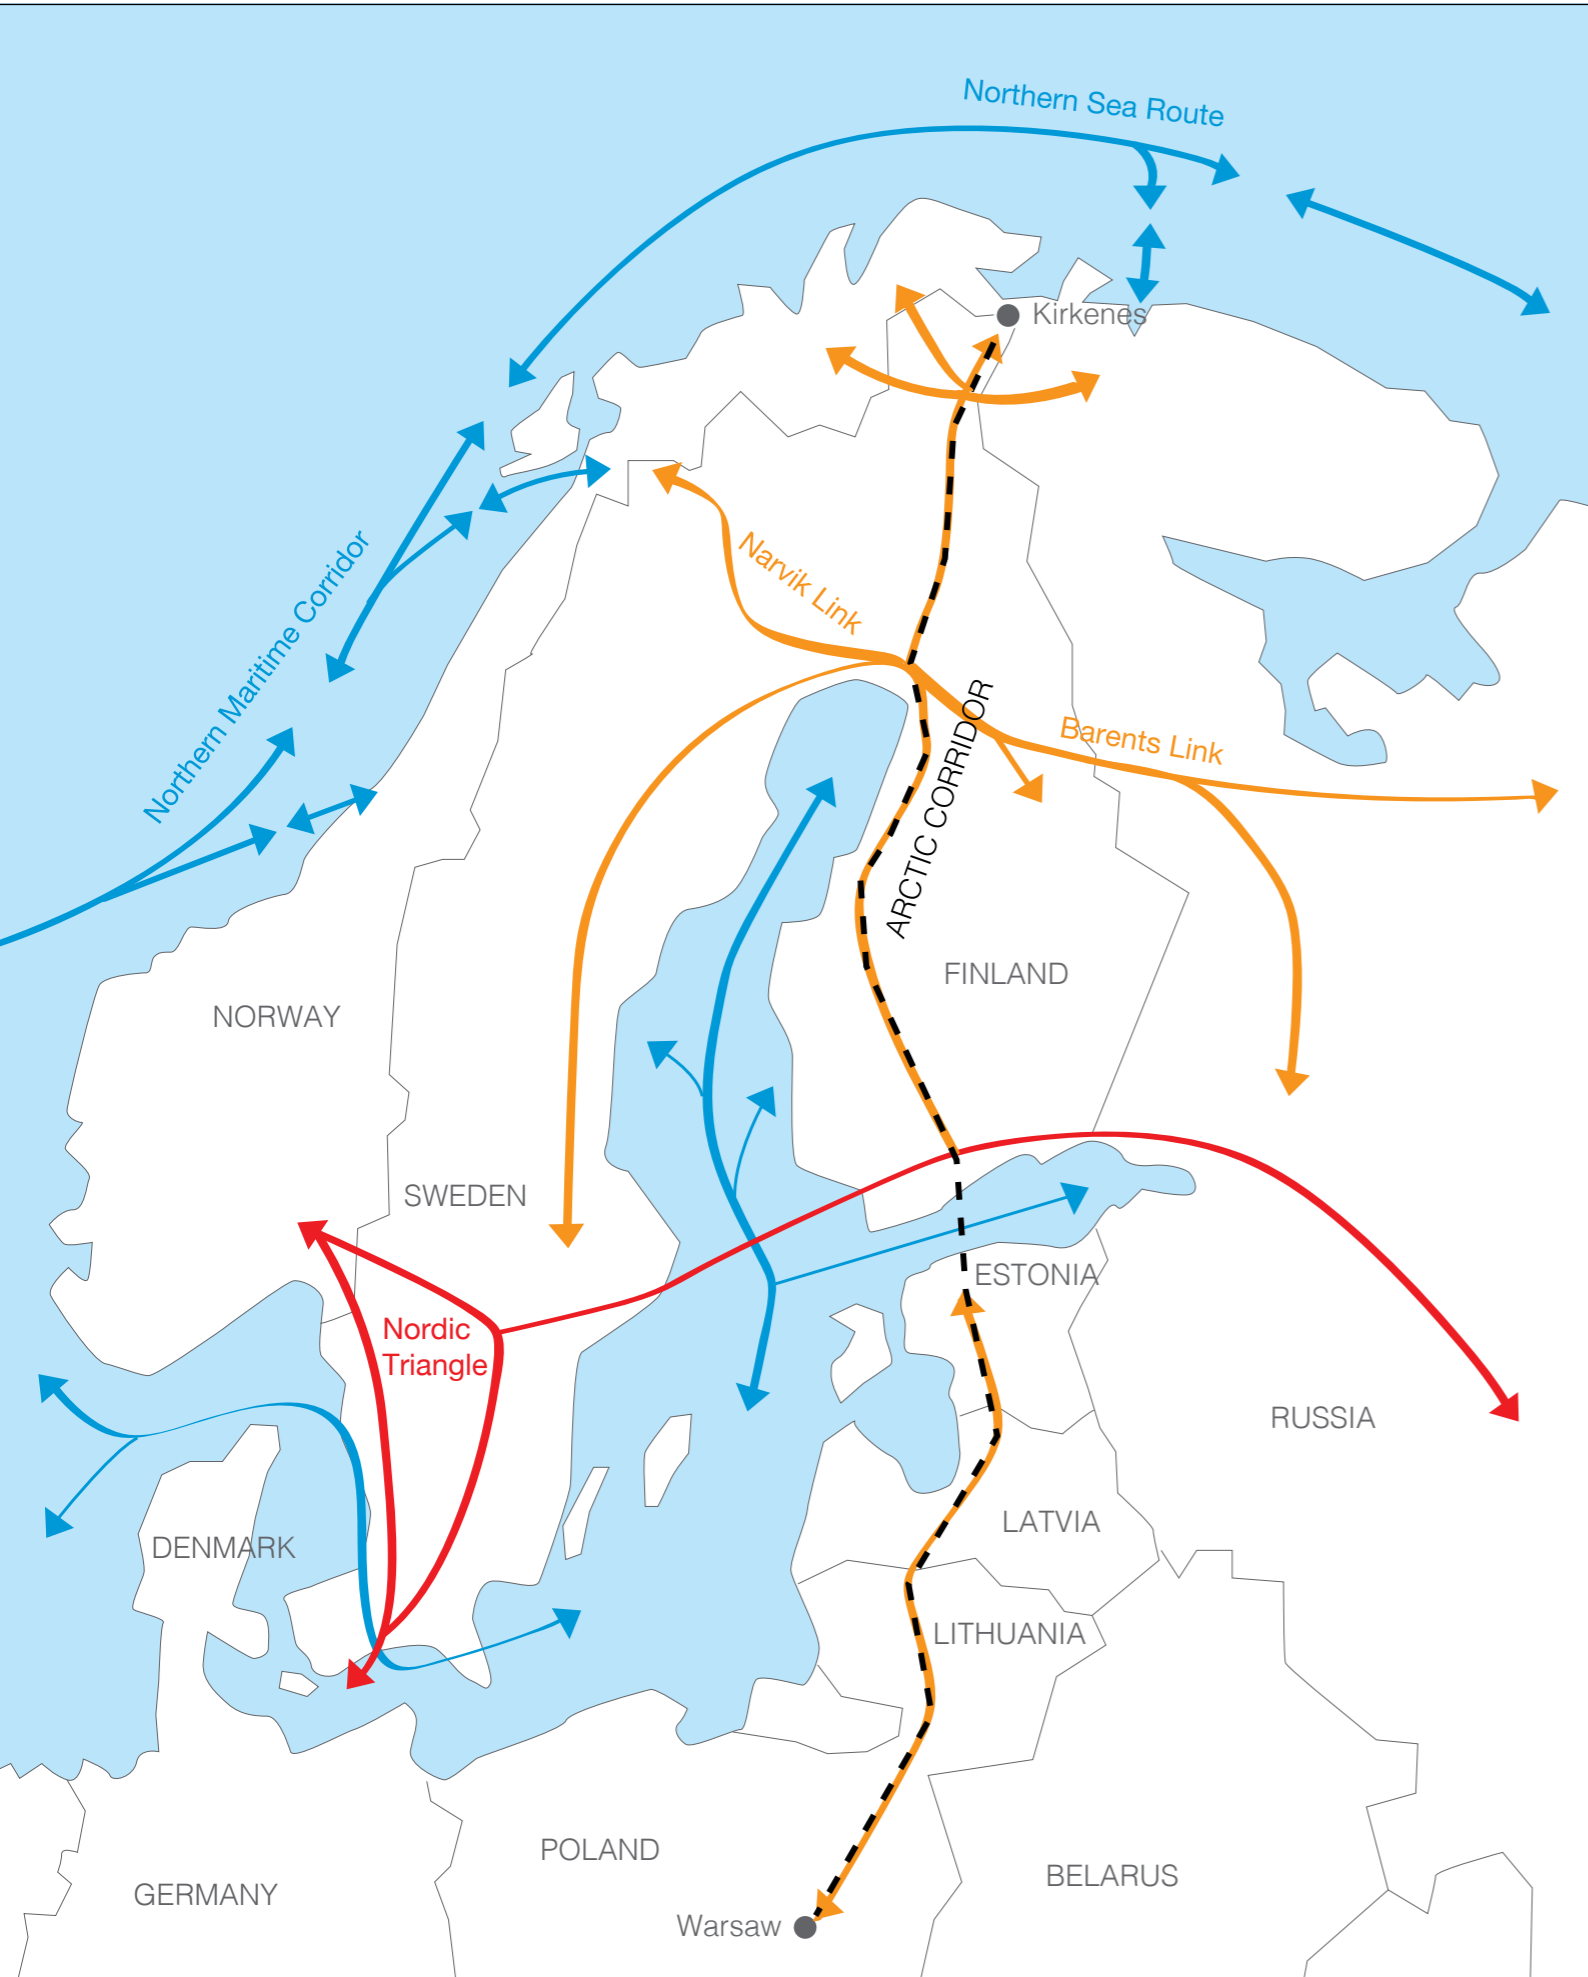 Northern Sea Route
Kirkenes
Northern Maritime Corridor
Narvik Link
ARCTIC CORRIDOR
Barents Link
FINLAND
NORWAY
SWEDEN
ESTONIA
Nordic
Triangle
RUSSIA
LATVIA
DENMARK
LITHUANIA
POLAND
BELARUS
GERMANY
Warsaw